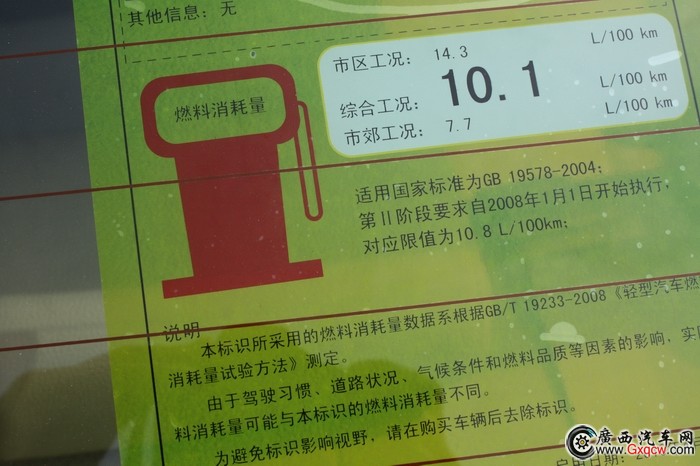 其他信息：无
燃料消耗量
市区工况： 14.3 L/100 km
综合工况： 10.1 L/100 km
市郊工况： 7.7 L/100 km
适用国家标准为GB 19578-2004；
第Ⅱ阶段要求自2008年1月1日开始执行，
对应限值为10.8 L/100km；
说明
本标识所采用的燃料消耗量数据系根据GB/T 19233-2008《轻型汽车燃
消耗量试验方法》测定。
由于驾驶习惯、道路状况、气候条件和燃料品质等因素的影响，实
料消耗量可能与本标识的燃料消耗量不同。
为避免标识影响视野，请在购买车辆后去除标识。
启用日期：
廣西汽车网
www.Gxgcw.com